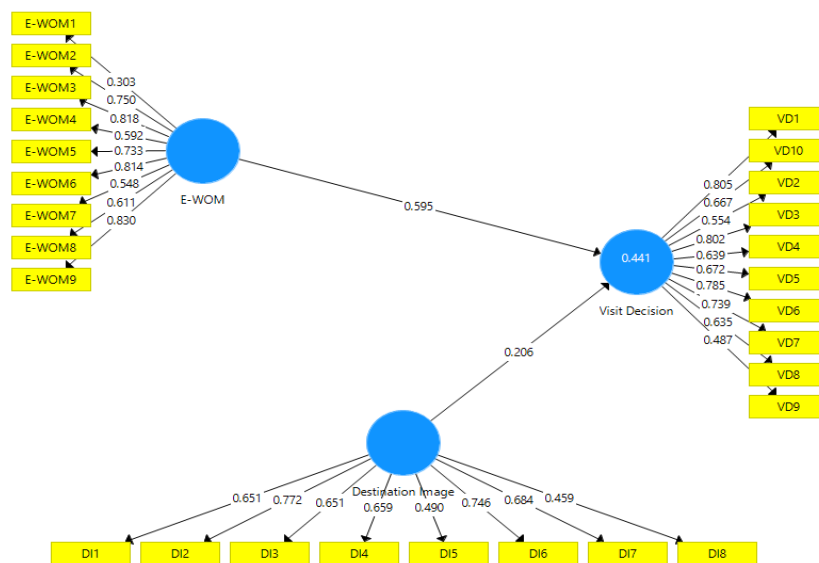 E-WOM1
E-WOM2
E-WOM3
E-WOM4
E-WOM5
E-WOM6
E-WOM7
E-WOM8
E-WOM9
0.303
0.750
0.818
0.592
0.733
0.814
0.548
0.611
0.830
E-WOM
0.595
0.441
Visit Decision
0.206
VD1
VD10
VD2
VD3
VD4
VD5
VD6
VD7
VD8
VD9
0.805
0.667
0.554
0.802
0.639
0.672
0.785
0.739
0.635
0.487
Destination Image
0.651
0.772
0.651
0.659
0.490
0.746
0.684
0.459
DI1
DI2
DI3
DI4
DI5
DI6
DI7
DI8